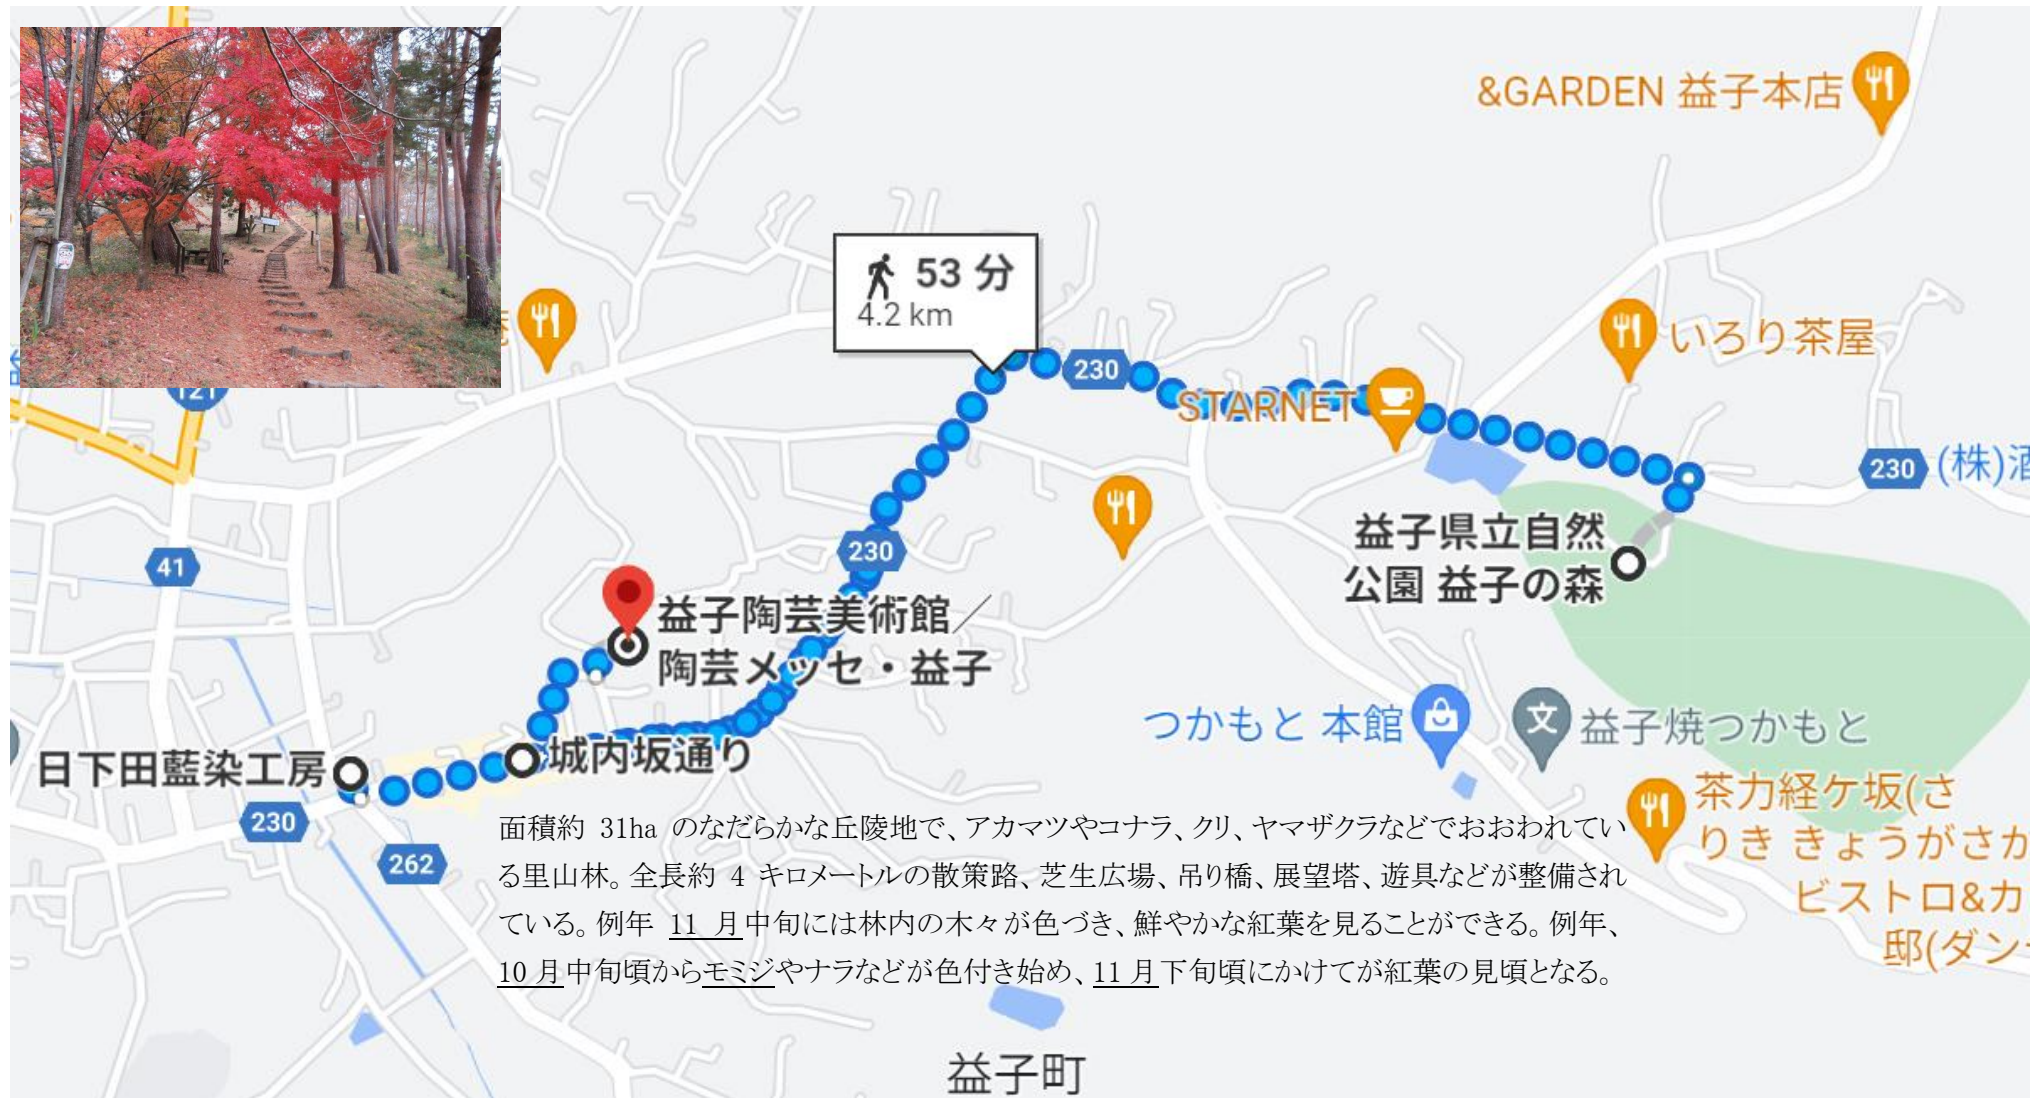 &GARDEN 益子本店
53 分
4.2 km
いろり茶屋
230
STARNET
121
230
(株)酒
41
230
益子県立自然
公園 益子の森
益子陶芸美術館／
陶芸メッセ・益子
つかもと 本館
益子焼つかもと
城内坂通り
日下田藍染工房
230
262
茶力経ケ坂(さ
りき きょうがさか
ビストロ&カ
邸(ダン
面積約 31ha のなだらかな丘陵地で、アカマツやコナラ、クリ、ヤマザクラなどでおおわれてい
る里山林。全長約 4 キロメートルの散策路、芝生広場、吊り橋、展望塔、遊具などが整備され
ている。例年 11 月中旬には林内の木々が色づき、鮮やかな紅葉を見ることができる。例年、
10 月中旬頃からモミジやナラなどが色付き始め、11 月下旬頃にかけてが紅葉の見頃となる。
益子町